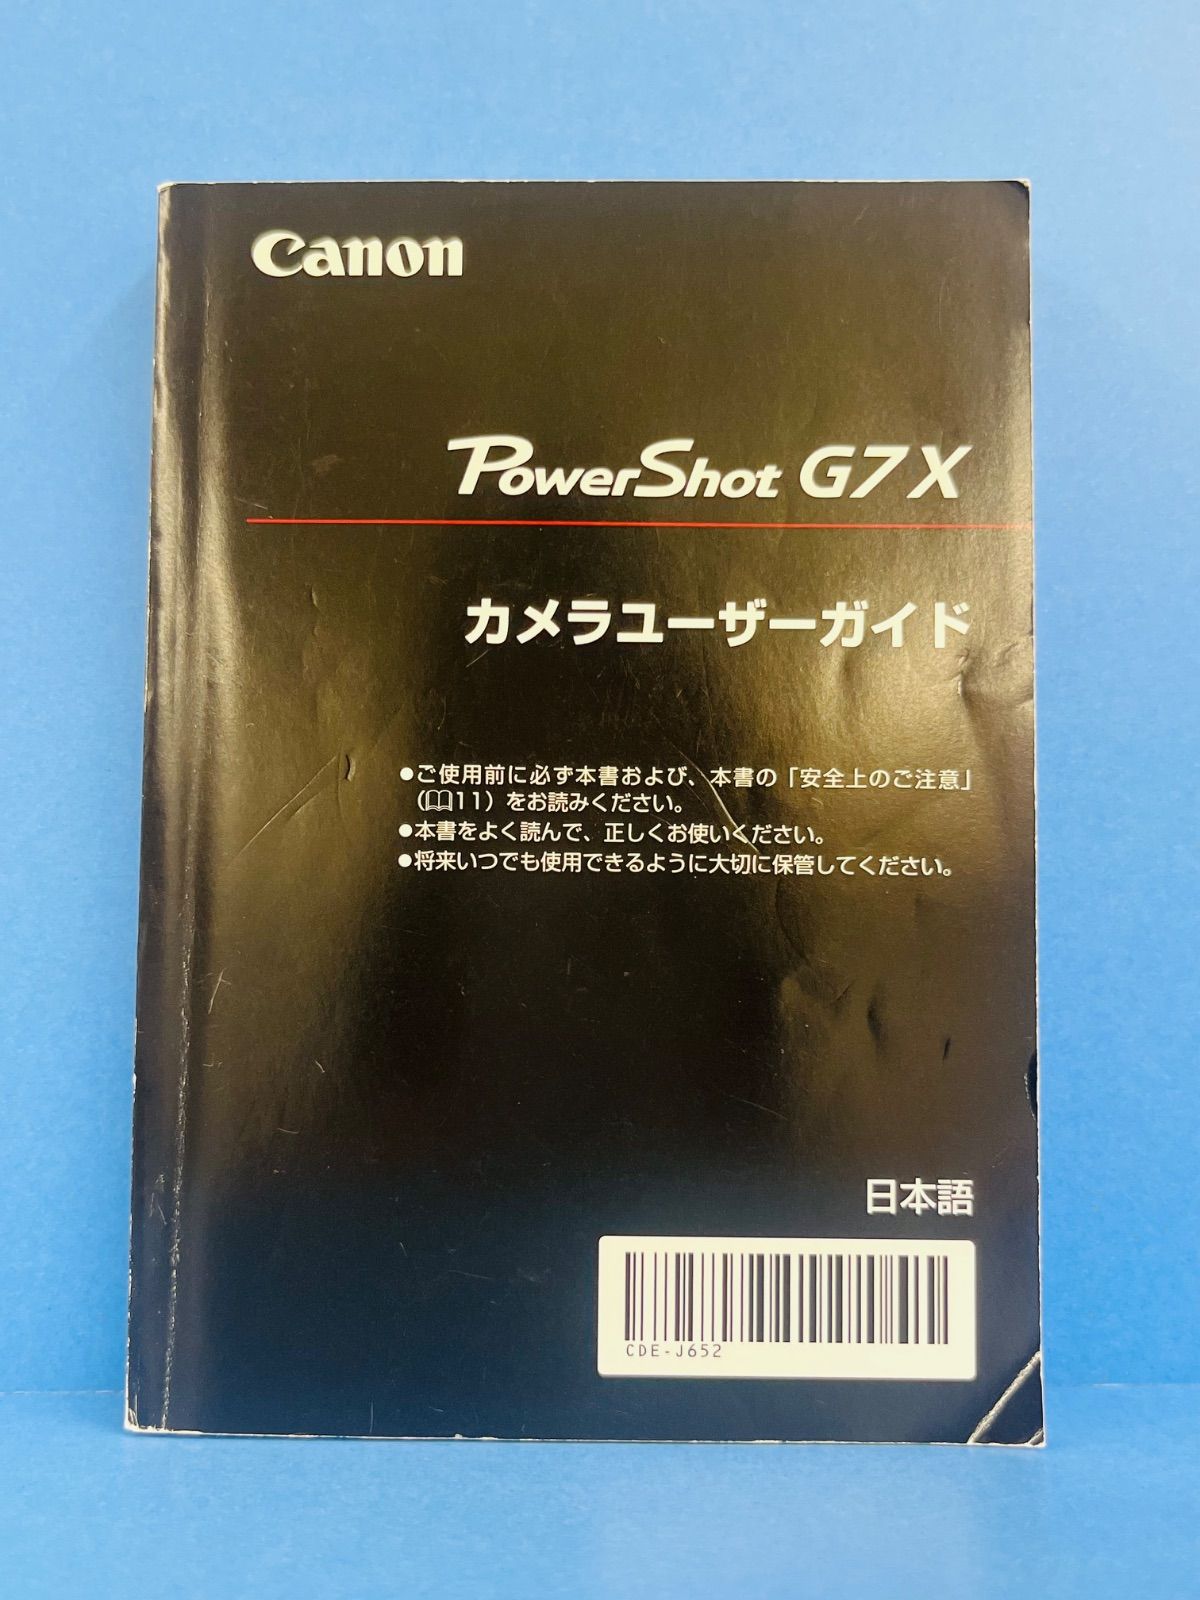 Canon
PowerShot G7 X
カメラユーザーガイド
●ご使用前に必ず本書および、本書の「安全上のご注意」
（📖11）をお読みください。
●本書をよく読んで、正しくお使いください。
●将来いつでも使用できるように大切に保管してください。
日本語
CDE-J652